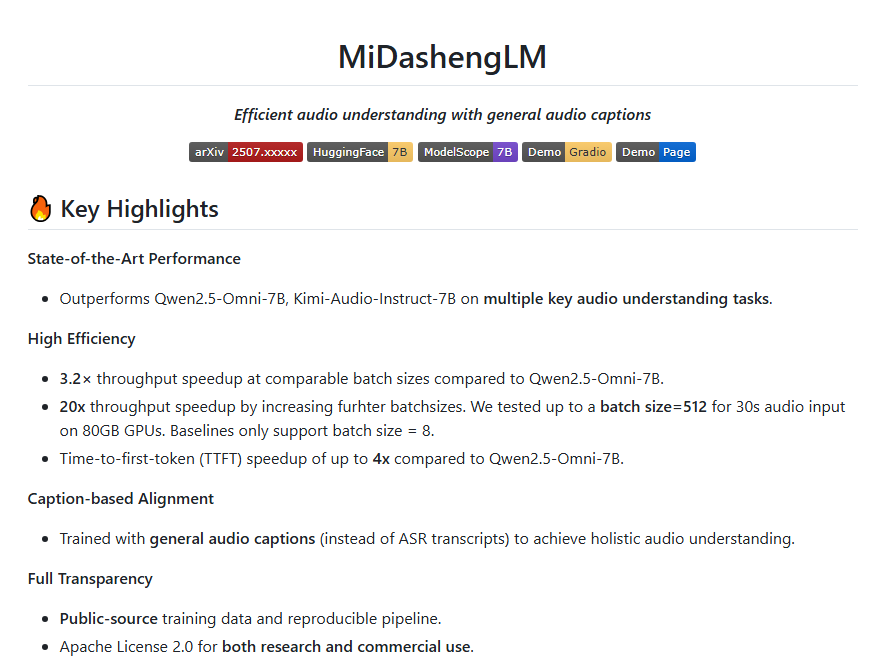 MiDashengLM
Efficient audio understanding with general audio captions
arXiv 2507.xxxxx HuggingFace 7B ModelScope 7B Demo Gradio Demo Page
🔥 Key Highlights
State-of-the-Art Performance
• Outperforms Qwen2.5-Omni-7B, Kimi-Audio-Instruct-7B on multiple key audio understanding tasks.
High Efficiency
• 3.2× throughput speedup at comparable batch sizes compared to Qwen2.5-Omni-7B.
• 20x throughput speedup by increasing furhter batchsizes. We tested up to a batch size=512 for 30s audio input
on 80GB GPUs. Baselines only support batch size = 8.
• Time-to-first-token (TTFT) speedup of up to 4x compared to Qwen2.5-Omni-7B.
Caption-based Alignment
• Trained with general audio captions (instead of ASR transcripts) to achieve holistic audio understanding.
Full Transparency
• Public-source training data and reproducible pipeline.
• Apache License 2.0 for both research and commercial use.